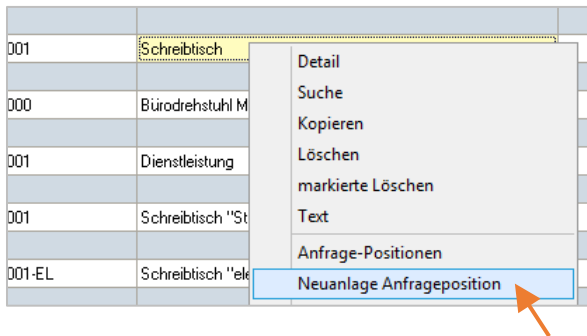 001 Schreibtisch
Detail
Suche
000 Bürodrehstuhl M
Kopieren
001 Dienstleistung
Löschen
markierte Löschen
001 Schreibtisch "St
Text
Anfrage-Positionen
001-EL Schreibtisch "ele
Neuanlage Anfrageposition